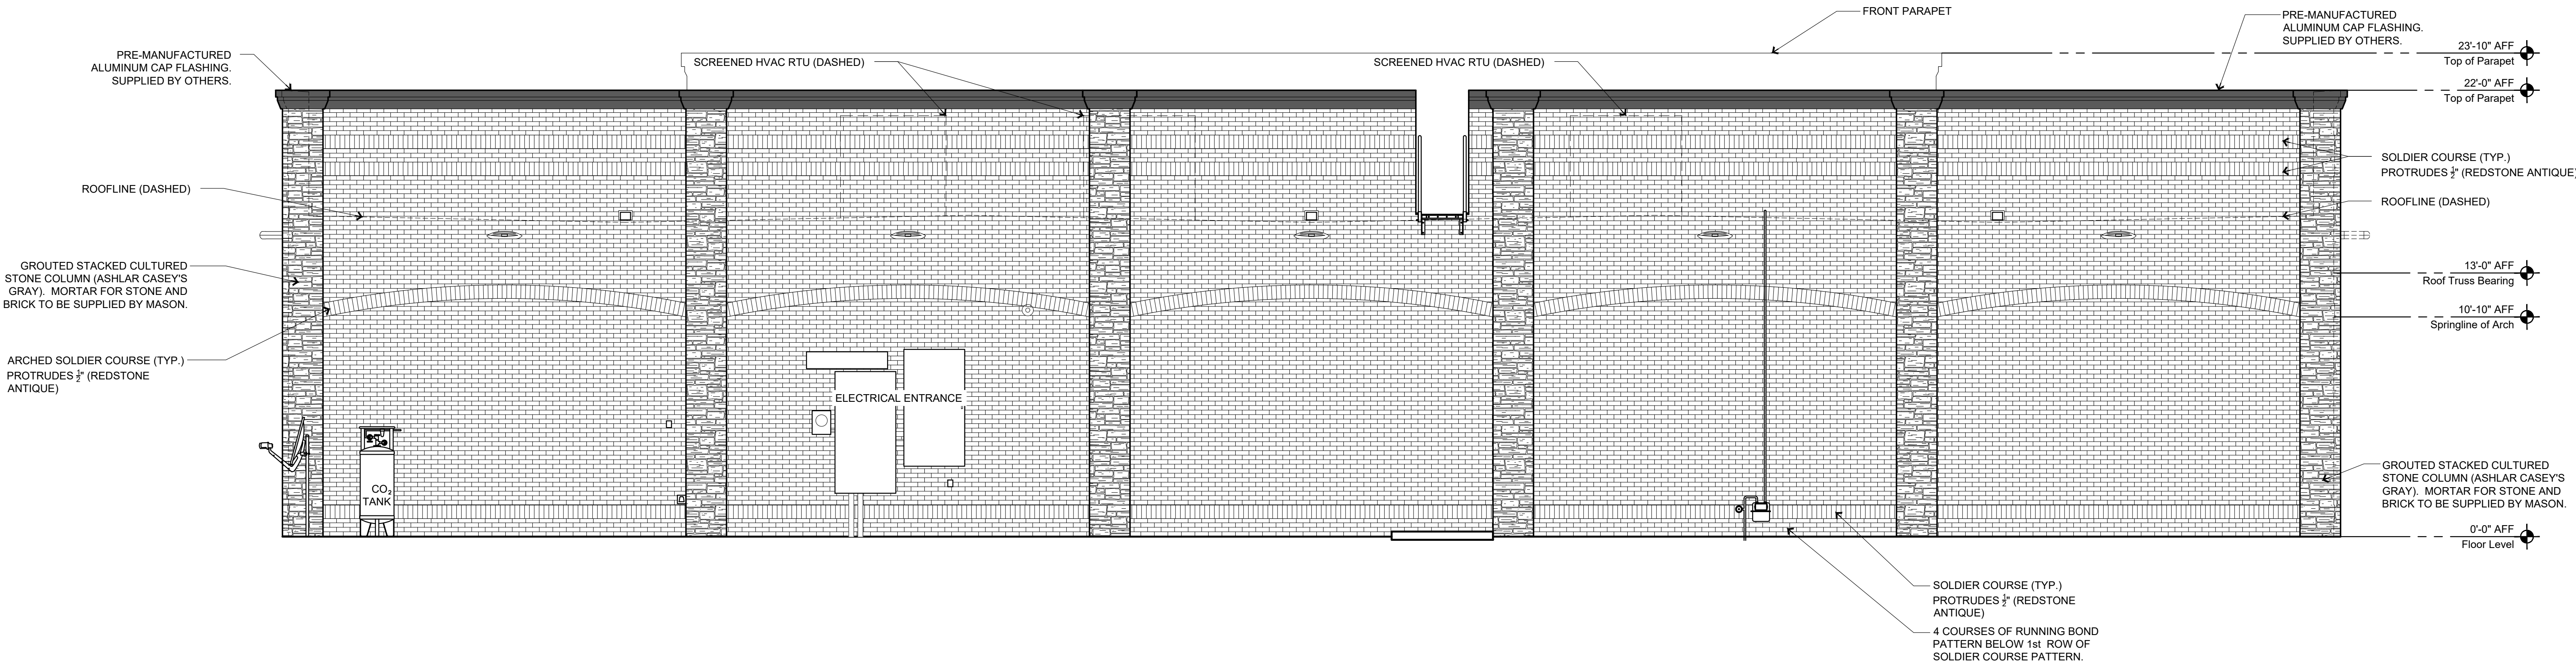 FRONT PARAPET
PRE-MANUFACTURED
ALUMINUM CAP FLASHING.
SUPPLIED BY OTHERS.
PRE-MANUFACTURED
ALUMINUM CAP FLASHING.
SUPPLIED BY OTHERS.
SCREENED HVAC RTU (DASHED)
SCREENED HVAC RTU (DASHED)
23'-10" AFF
Top of Parapet
22'-0" AFF
Top of Parapet
ROOFLINE (DASHED)
SOLDIER COURSE (TYP.)
PROTRUDES ½" (REDSTONE ANTIQUE)
ROOFLINE (DASHED)
GROUTED STACKED CULTURED
STONE COLUMN (ASHLAR CASEY'S
GRAY). MORTAR FOR STONE AND
BRICK TO BE SUPPLIED BY MASON.
13'-0" AFF
Roof Truss Bearing
10'-10" AFF
Springline of Arch
ARCHED SOLDIER COURSE (TYP.)
PROTRUDES ½" (REDSTONE
ANTIQUE)
ELECTRICAL ENTRANCE
CO₂
TANK
GROUTED STACKED CULTURED
STONE COLUMN (ASHLAR CASEY'S
GRAY). MORTAR FOR STONE AND
BRICK TO BE SUPPLIED BY MASON.
0'-0" AFF
Floor Level
SOLDIER COURSE (TYP.)
PROTRUDES ½" (REDSTONE
ANTIQUE)
4 COURSES OF RUNNING BOND
PATTERN BELOW 1st ROW OF
SOLDIER COURSE PATTERN.